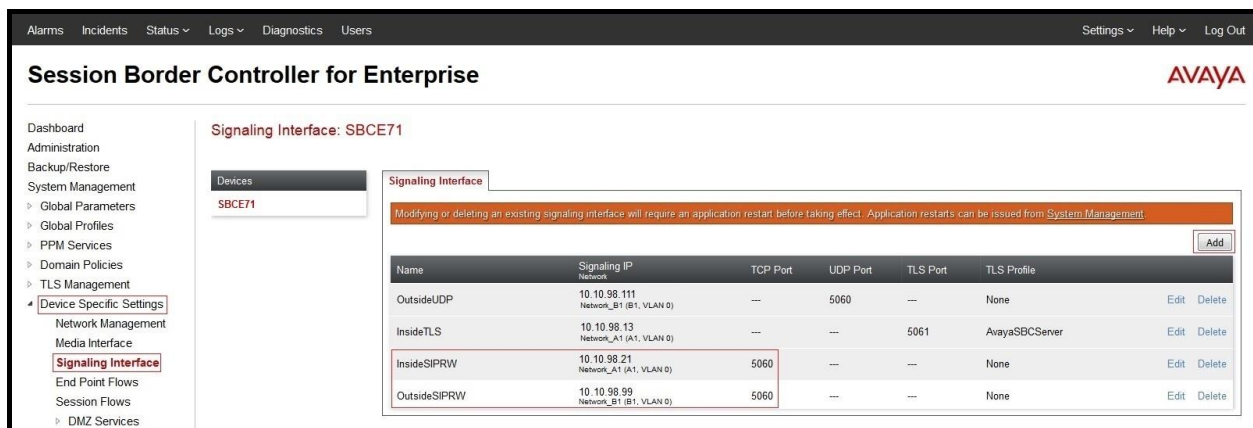 Alarms Incidents Status Logs Diagnostics Users Settings Help Log Out
Session Border Controller for Enterprise
AVAYA
Dashboard
Administration
Backup/Restore
System Management
Global Parameters
Global Profiles
PPM Services
Domain Policies
TLS Management
Device Specific Settings
Network Management
Media Interface
Signaling Interface
End Point Flows
Session Flows
DMZ Services
Signaling Interface: SBCE71
Devices
SBCE71
Signaling Interface
Modifying or deleting an existing signaling interface will require an application restart before taking effect. Application restarts can be issued from System Management.
Add
Name Signaling IP TCP Port UDP Port TLS Port TLS Profile
Network
OutsideUDP 10.10.98.111 --- 5060 --- None Edit Delete
Network_B1 (B1, VLAN 0)
InsideTLS 10.10.98.13 --- --- 5061 AvayaSBCServer Edit Delete
Network_A1 (A1, VLAN 0)
InsideSIPRW 10.10.98.21 5060 --- --- None Edit Delete
Network_A1 (A1, VLAN 0)
OutsideSIPRW 10.10.98.99 5060 --- --- None Edit Delete
Network_B1 (B1, VLAN 0)